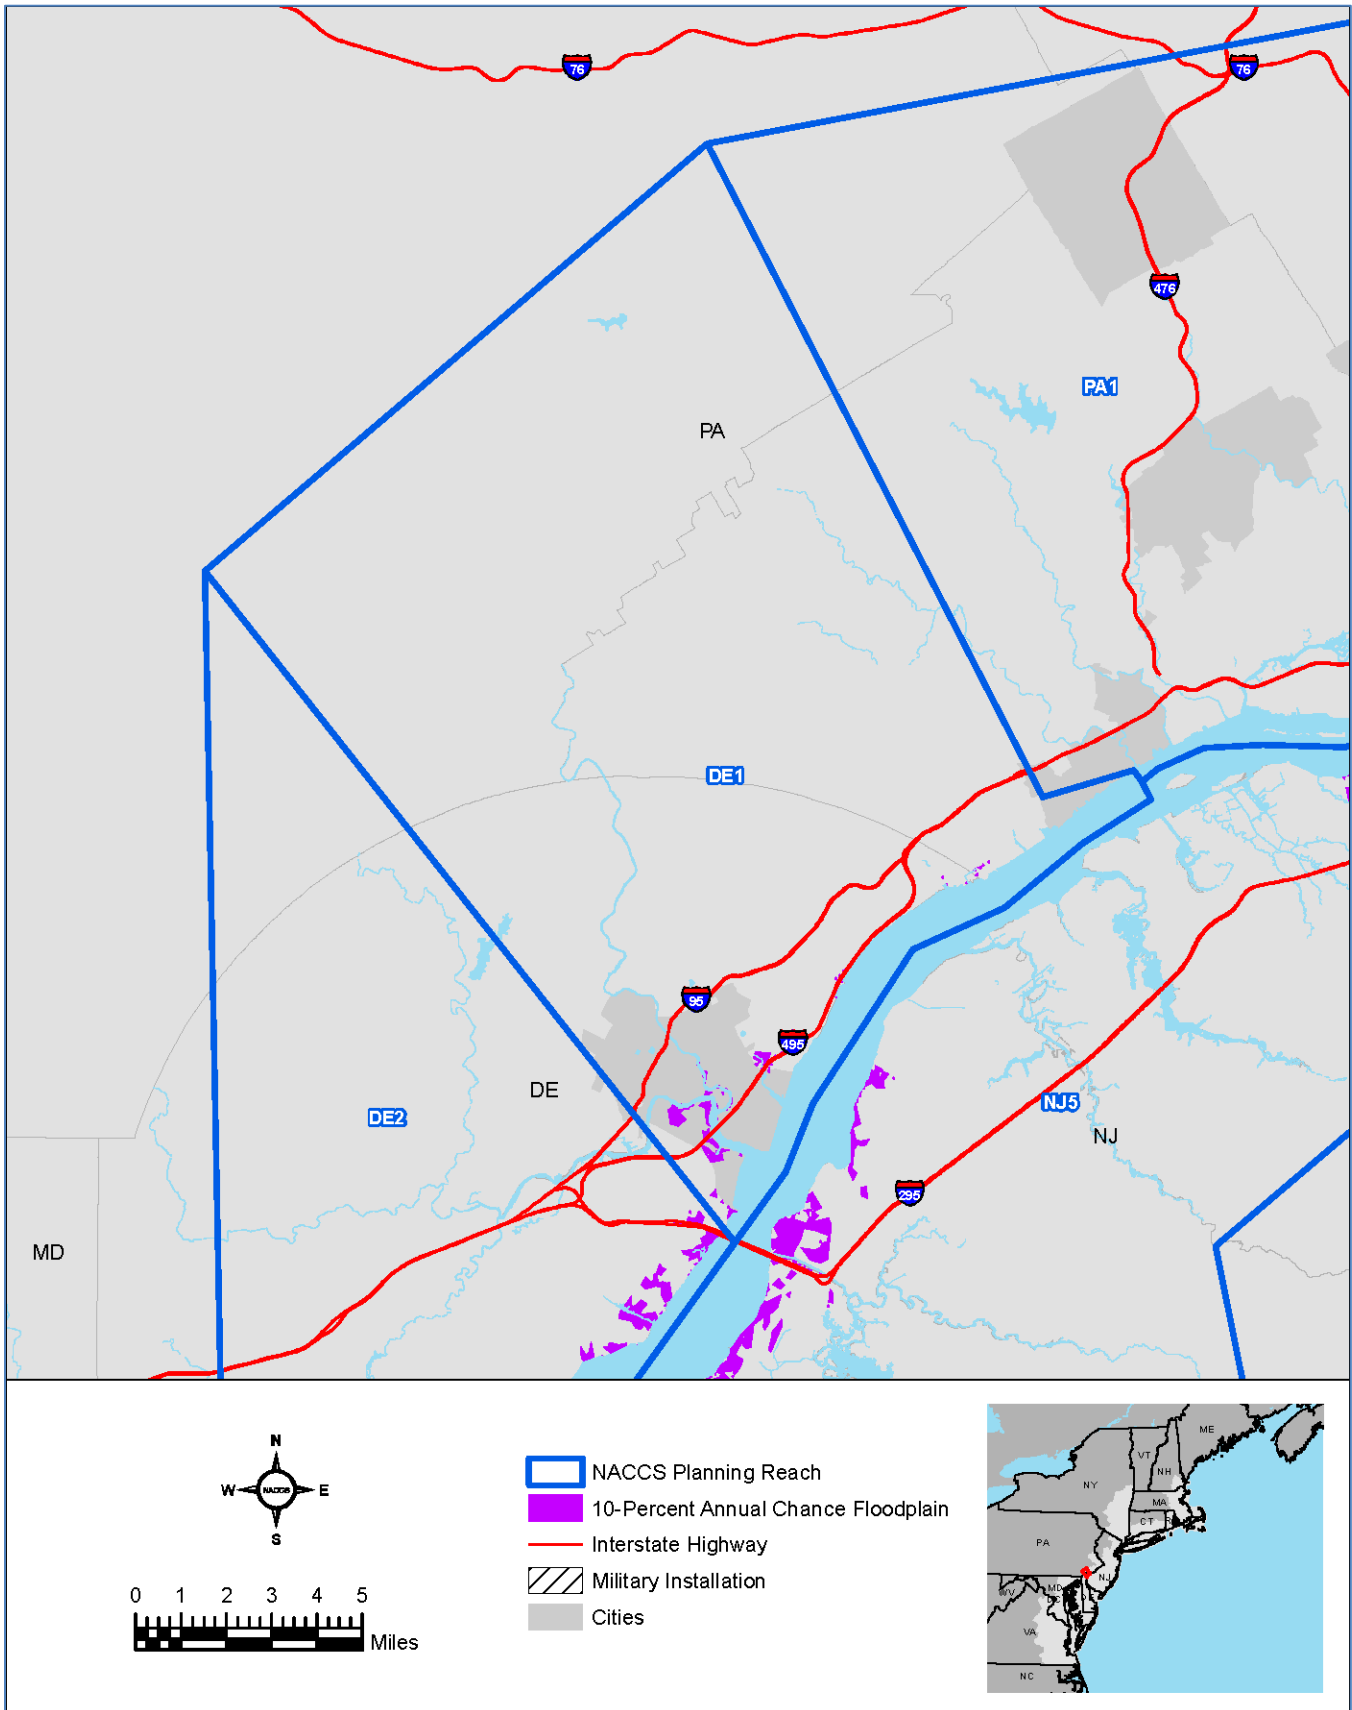 76
76
476
PA1
PA
DE1
95
495
DE
DE2
NJ5
NJ
295
MD
N
W NACCS E
S
0 1 2 3 4 5
Miles
NACCS Planning Reach
10-Percent Annual Chance Floodplain
Interstate Highway
Military Installation
Cities
ME
VT
NH
NY
MA
CT
PA
NJ
MD
WV
VA
NC